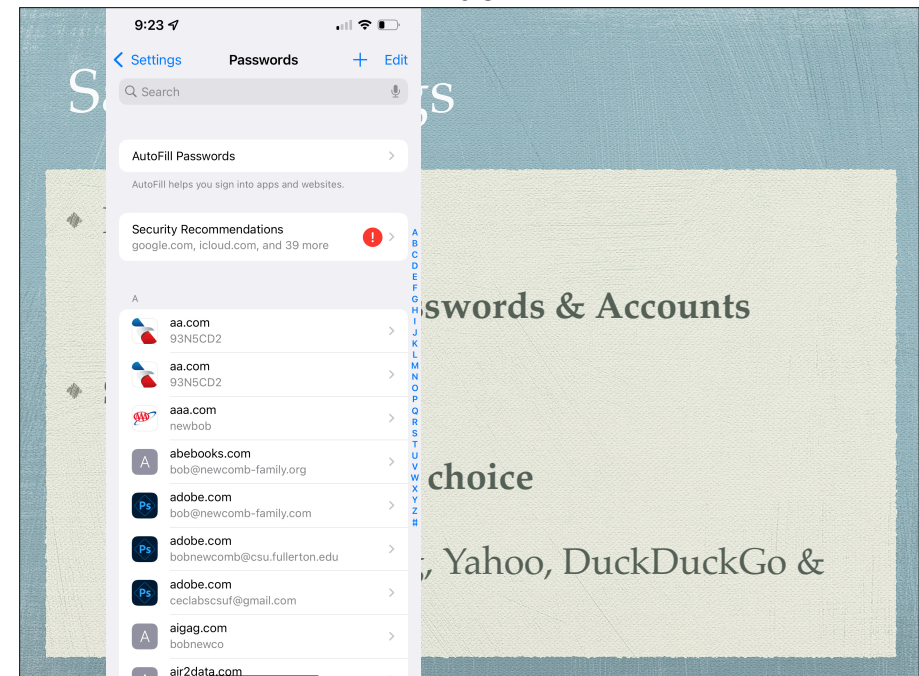 9:23
Settings
Passwords
Edit
Search
AutoFill Passwords
AutoFill helps you sign into apps and websites.
Security Recommendations
google.com, icloud.com, and 39 more
A
aa.com
93N5CD2
aa.com
93N5CD2
aaa.com
newbob
abebooks.com
bob@newcomb-family.org
adobe.com
bob@newcomb-family.com
adobe.com
bobnewcomb@csu.fullerton.edu
adobe.com
ceclabscsuf@gmail.com
aigag.com
bobnewco
air2data.com
A
B
C
D
E
F
G
H
I
J
K
L
M
N
O
P
Q
R
S
T
U
V
W
X
Y
Z
#
swords & Accounts
choice
, Yahoo, DuckDuckGo &